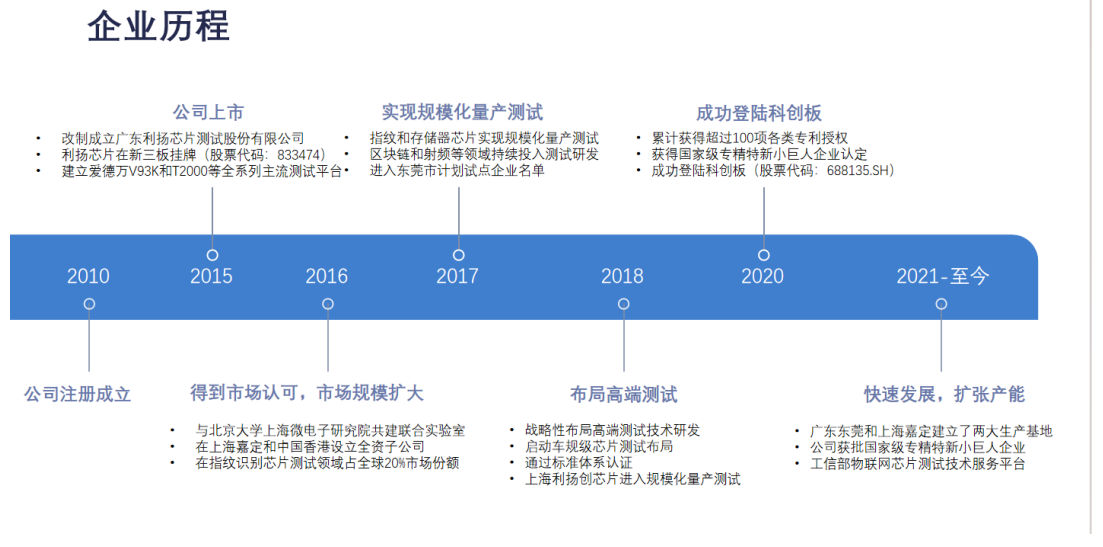 企业历程
公司上市
• 改制成立广东利扬芯片测试股份有限公司
• 利扬芯片在新三板挂牌（股票代码：833474）
• 建立爱德万V93K和T2000等全系列主流测试平台
实现规模化量产测试
• 指纹和存储器芯片实现规模化量产测试
• 区块链和射频等领域持续投入测试研发
• 进入东莞市计划试点企业名单
成功登陆科创板
• 累计获得超过100项各类专利授权
• 获得国家级专精特新小巨人企业认定
• 成功登陆科创板（股票代码：688135.SH）
2010
2015
2016
2017
2018
2020
2021-至今
公司注册成立
得到市场认可，市场规模扩大
• 与北京大学上海微电子研究院共建联合实验室
• 在上海嘉定和中国香港设立全资子公司
• 在指纹识别芯片测试领域占全球20%市场份额
布局高端测试
• 战略性布局高端测试技术研发
• 启动车规级芯片测试布局
• 通过标准体系认证
• 上海利扬创芯片进入规模化量产测试
快速发展，扩张产能
• 广东东莞和上海嘉定建立了两大生产基地
• 公司获批国家级专精特新小巨人企业
• 工信部物联网芯片测试技术服务平台